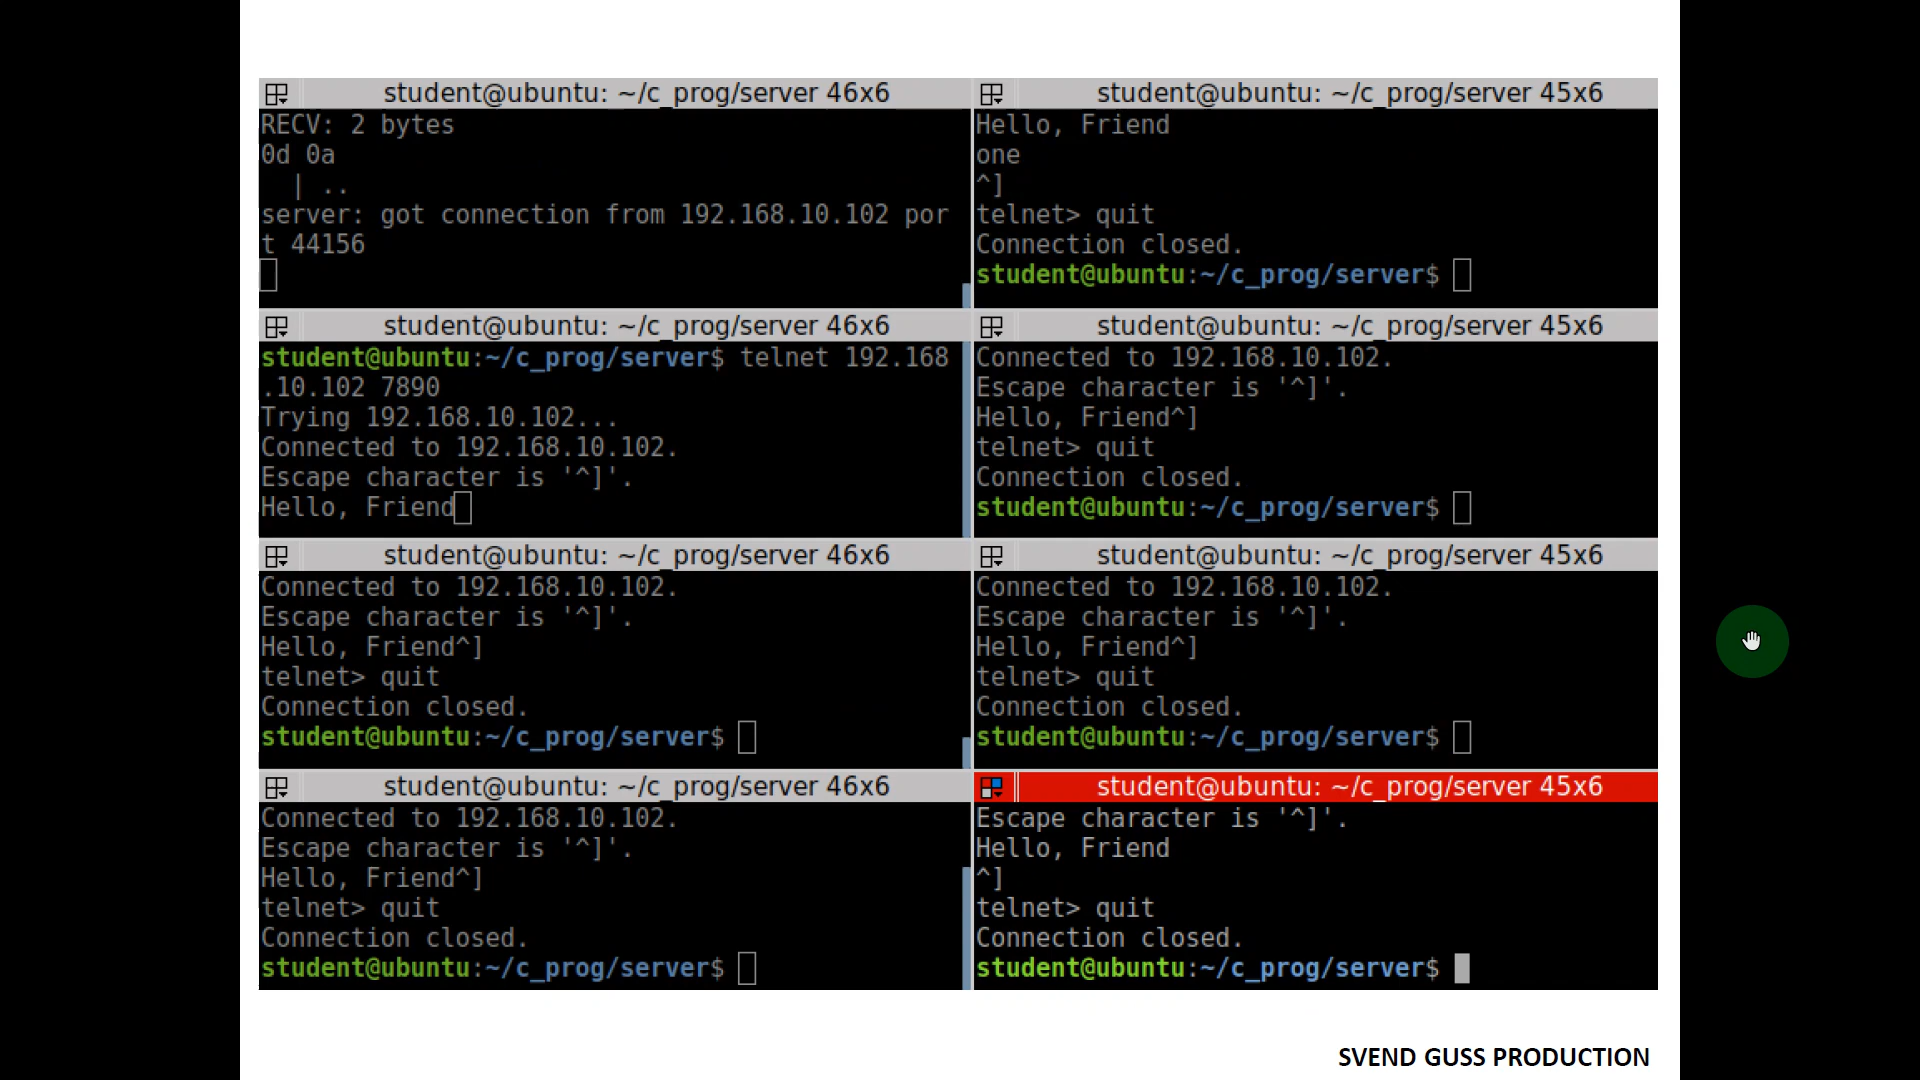 student@ubuntu: ~/c_prog/server 46x6
RECV: 2 bytes
0d 0a
| ..
server: got connection from 192.168.10.102 por
t 44156
student@ubuntu: ~/c_prog/server 45x6
Hello, Friend
one
^]
telnet> quit
Connection closed.
student@ubuntu:~/c_prog/server$
student@ubuntu: ~/c_prog/server 46x6
student@ubuntu:~/c_prog/server$ telnet 192.168
.10.102 7890
Trying 192.168.10.102...
Connected to 192.168.10.102.
Escape character is '^]'.
Hello, Friend
student@ubuntu: ~/c_prog/server 45x6
Connected to 192.168.10.102.
Escape character is '^]'.
Hello, Friend^]
telnet> quit
Connection closed.
student@ubuntu:~/c_prog/server$
student@ubuntu: ~/c_prog/server 46x6
Connected to 192.168.10.102.
Escape character is '^]'.
Hello, Friend^]
telnet> quit
Connection closed.
student@ubuntu:~/c_prog/server$
student@ubuntu: ~/c_prog/server 45x6
Connected to 192.168.10.102.
Escape character is '^]'.
Hello, Friend^]
telnet> quit
Connection closed.
student@ubuntu:~/c_prog/server$
student@ubuntu: ~/c_prog/server 46x6
Connected to 192.168.10.102.
Escape character is '^]'.
Hello, Friend^]
telnet> quit
Connection closed.
student@ubuntu:~/c_prog/server$
student@ubuntu: ~/c_prog/server 45x6
Escape character is '^]'.
Hello, Friend
^]
telnet> quit
Connection closed.
student@ubuntu:~/c_prog/server$
SVEND GUSS PRODUCTION